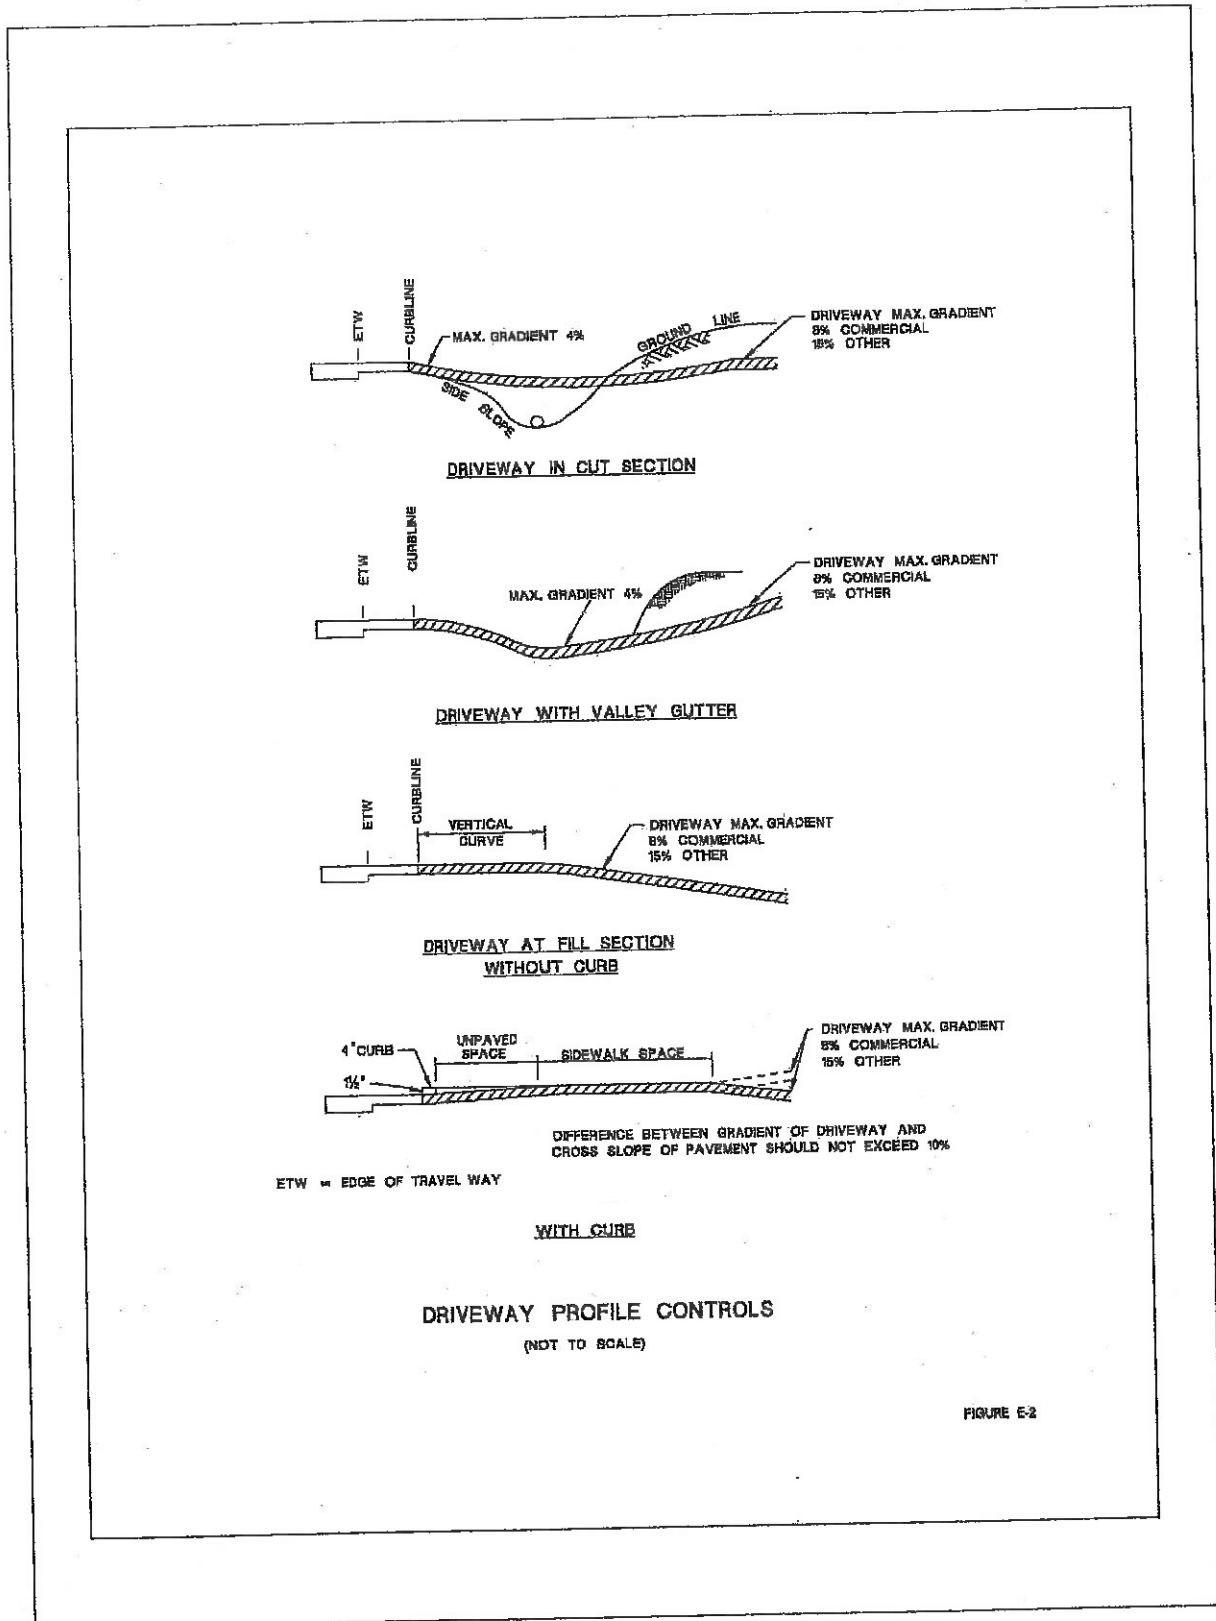 ETW
CURBLINE
MAX. GRADIENT 4%
GROUND LINE
DRIVEWAY MAX. GRADIENT
8% COMMERCIAL
15% OTHER
SIDE SLOPE
DRIVEWAY IN CUT SECTION
ETW
CURBLINE
MAX. GRADIENT 4%
DRIVEWAY MAX. GRADIENT
8% COMMERCIAL
15% OTHER
DRIVEWAY WITH VALLEY GUTTER
ETW
CURBLINE
VERTICAL
CURVE
DRIVEWAY MAX. GRADIENT
8% COMMERCIAL
15% OTHER
DRIVEWAY AT FILL SECTION
WITHOUT CURB
4" CURB
1½"
UNPAVED
SPACE
SIDEWALK SPACE
DRIVEWAY MAX. GRADIENT
8% COMMERCIAL
15% OTHER
DIFFERENCE BETWEEN GRADIENT OF DRIVEWAY AND
CROSS SLOPE OF PAVEMENT SHOULD NOT EXCEED 10%
ETW = EDGE OF TRAVEL WAY
WITH CURB
DRIVEWAY PROFILE CONTROLS
(NOT TO SCALE)
FIGURE E-2